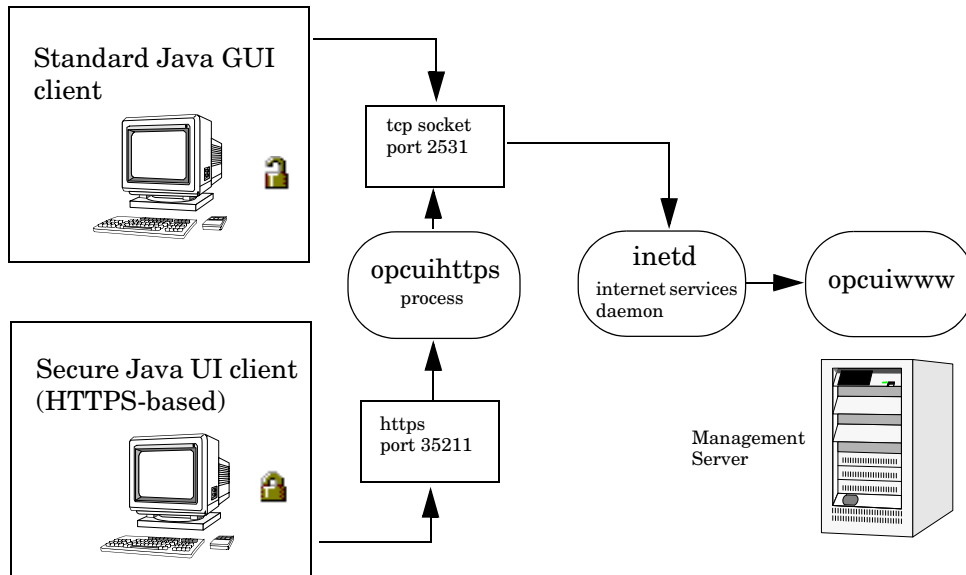 Standard Java GUI
client
tcp socket
port 2531
opcuihttps
process
inetd
internet services
daemon
opcuiwww
Secure Java UI client
(HTTPS-based)
https
port 35211
Management
Server